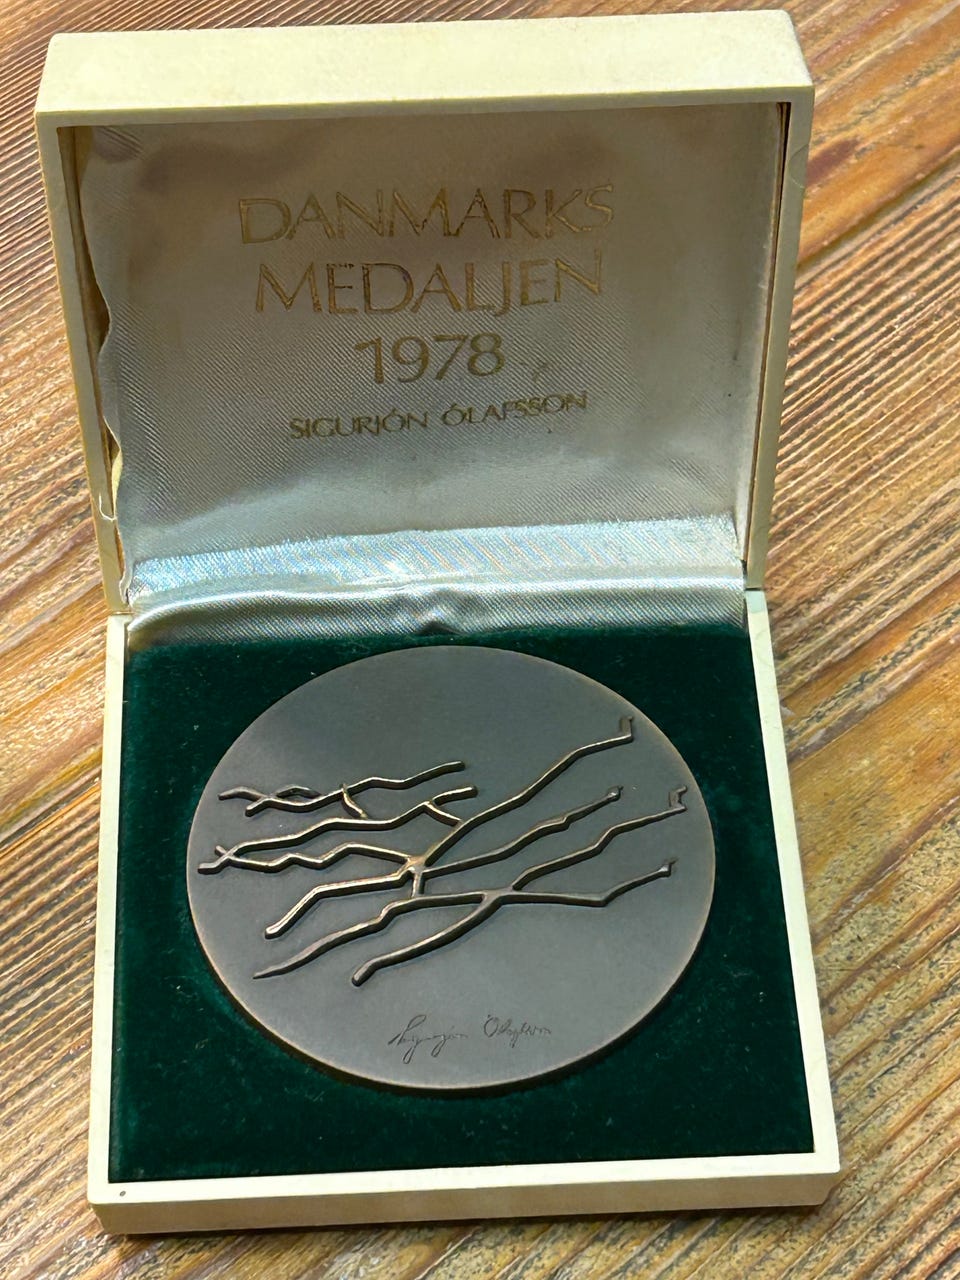 DANMARKS
MEDALJEN
1978
SIGURJÓN ÓLAFSSON
Sigurjón Ólafsson